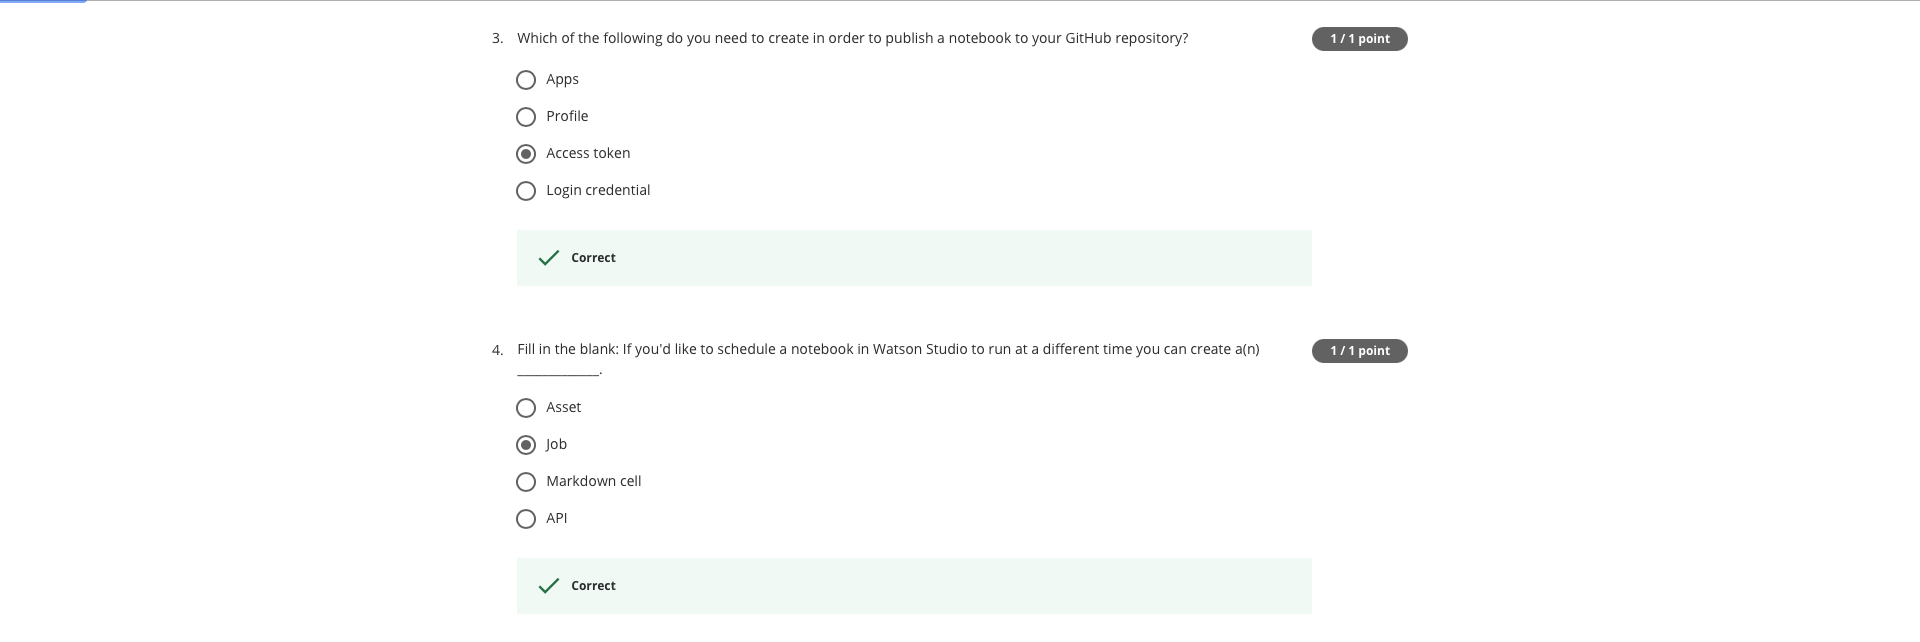 3. Which of the following do you need to create in order to publish a notebook to your GitHub repository? 1 / 1 point
Apps
Profile
Access token
Login credential
Correct
4. Fill in the blank: If you'd like to schedule a notebook in Watson Studio to run at a different time you can create a(n) 1 / 1 point
____________.
Asset
Job
Markdown cell
API
Correct